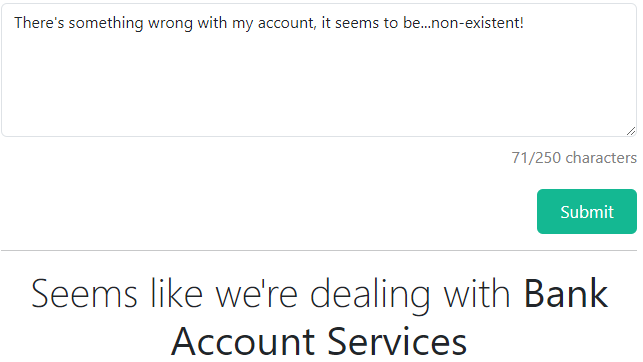 There's something wrong with my account, it seems to be...non-existent!
71/250 characters
Submit
Seems like we're dealing with Bank
Account Services